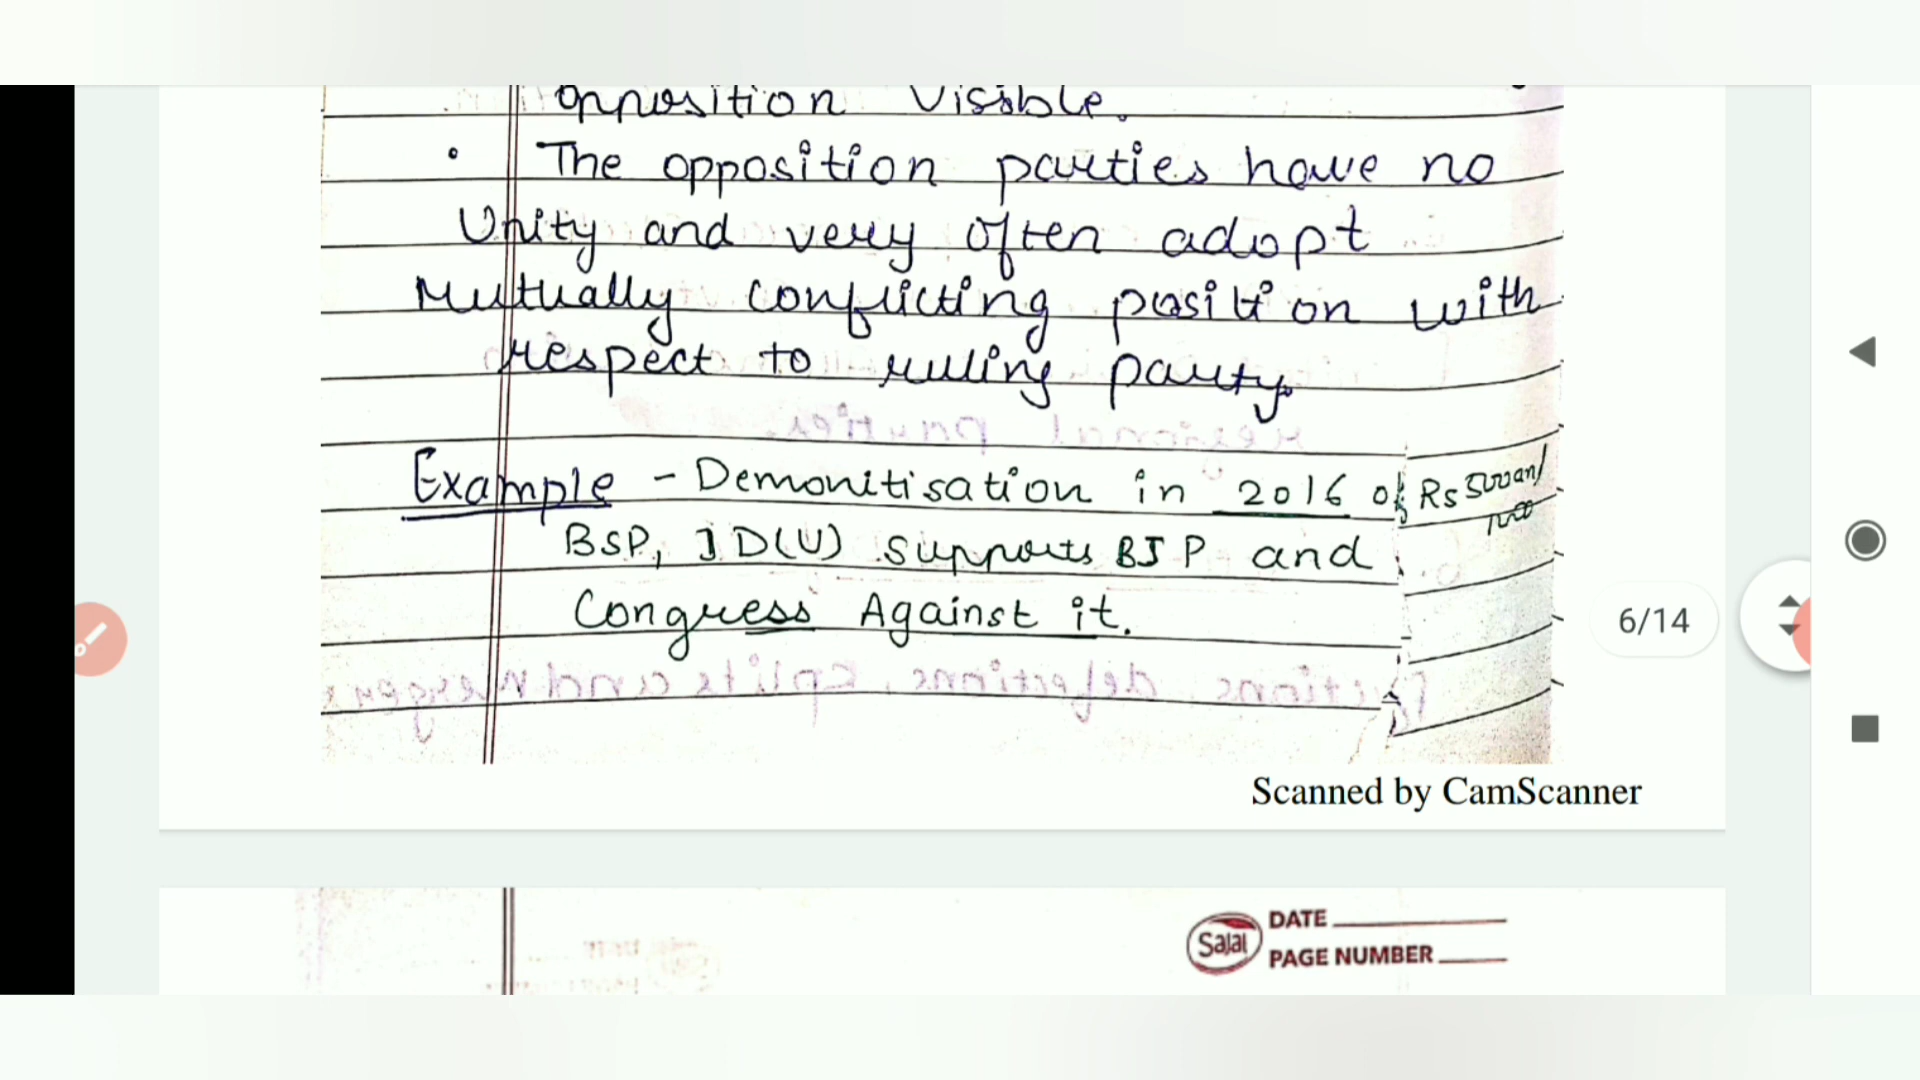 opposition Visible.
• The opposition parties have no
Unity and very often adopt
Mutually conflicting position with
respect to ruling party.
Example - Demonitisation in 2016 of Rs 500 an/
BSP, JD(U) supports BJP and
Congress Against it.
Scanned by CamScanner
6/14
Sajal
DATE
PAGE NUMBER